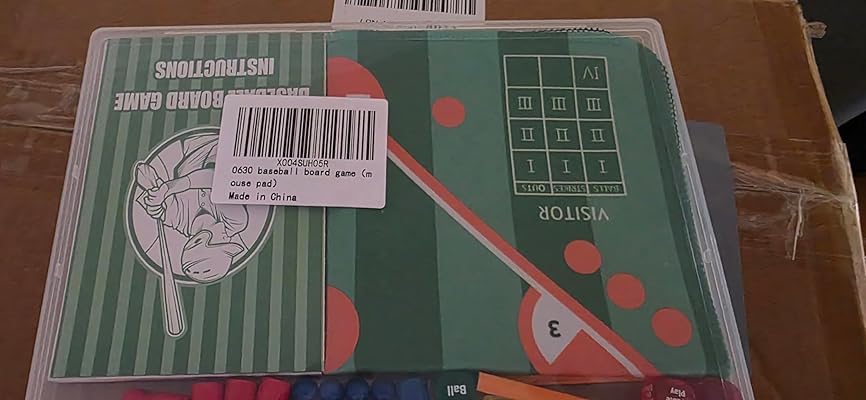 X004SUH05R
0630 baseball board game (m
ouse pad)
Made in China
BASEBALL BOARD GAME
INSTRUCTIONS
VISITOR
BALLS STRIKES OUTS
I I I
II II II
III III III
IV
3
Ball
Play